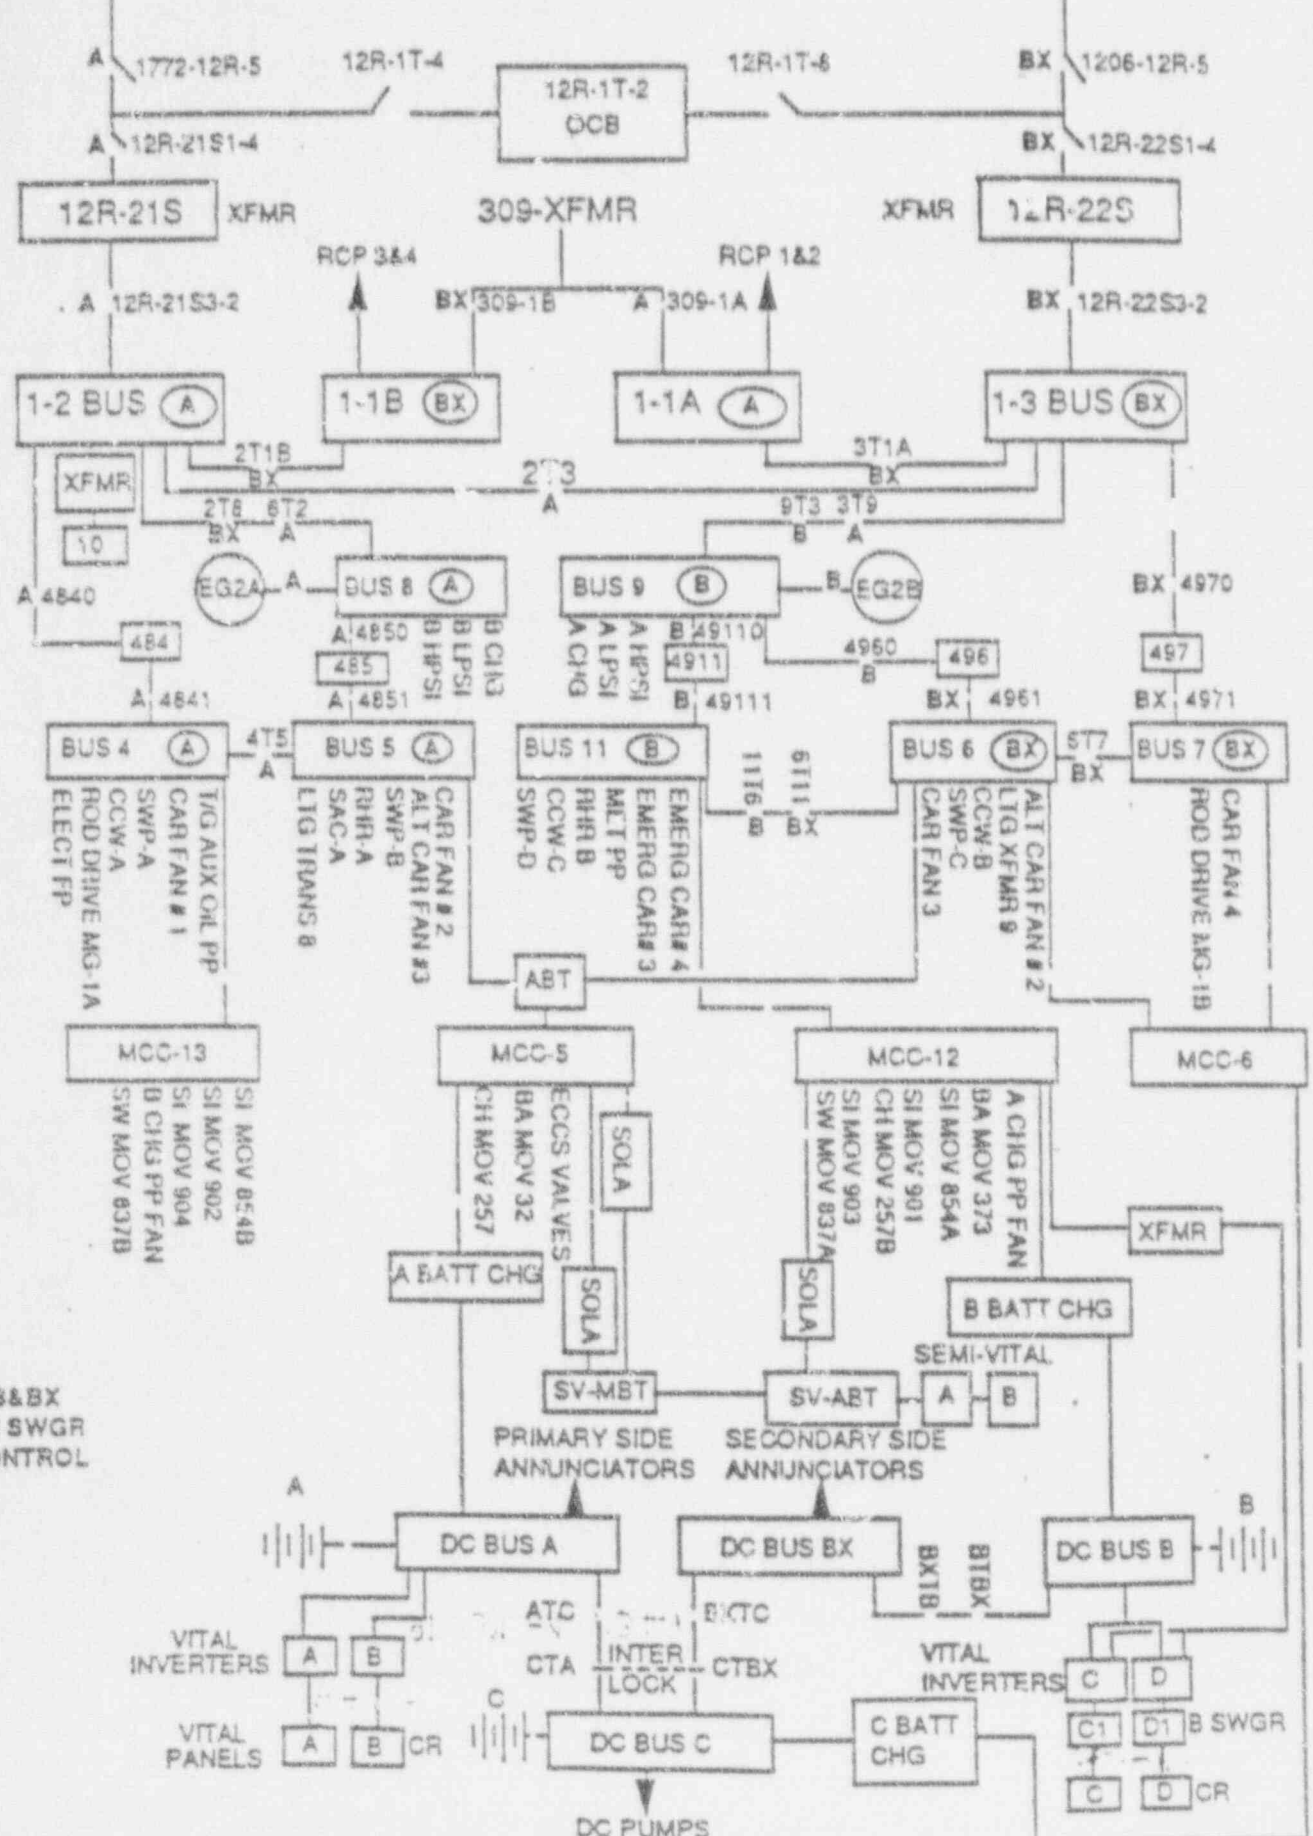 A
1772-12R-5
12R-1T-4
12R-1T-2
OCB
12R-1T-6
BX
1206-12R-5
A
12R-21S1-4
BX
12R-22S1-4
12R-21S
XFMR
309-XFMR
XFMR
12R-22S
RCP 3&4
RCP 1&2
A 12R-21S3-2
BX 309-1B
A 309-1A
BX 12R-22S3-2
1-2 BUS A
1-1B BX
1-1A A
1-3 BUS BX
2T1B
BX
3T1A
BX
2T3
A
XFMR
10
2T8 8T2
BX A
9T3 3T9
B A
EG2A
A
BUS 8 A
BUS 9 B
B
EG2B
A 4840
BX 4970
484
A 4850
485
B HPSI
B LPSI
B CHG
A CHG
A LPSI
A HPSI
B 49110
4911
4960
B
496
497
A 4841
A 4851
B 49111
BX 4961
BX 4971
BUS 4 A
4T5
A
BUS 5 A
BUS 11 B
BUS 6 BX
6T7
BX
BUS 7 BX
11T6
B
6T11
BX
ELECT FP
ROD DRIVE MG-1A
CCW-A
SWP-A
CAR FAN # 1
T/G AUX OIL PP
LTG TRANS 8
SAC-A
RHR-A
SWP-B
ALT CAR FAN #3
CAR FAN # 2
SWP-D
CCW-C
RHR B
MLT PP
EMERG CAR# 3
EMERG CAR# 4
CAR FAN 3
SWP-C
CCW-B
LTG XFMR 9
ALT CAR FAN # 2
ROD DRIVE MG-1B
CAR FAN 4
ABT
MCC-13
MCC-5
MCC-12
MCC-6
SW MOV 837B
B CHG PP FAN
SI MOV 904
SI MOV 902
SI MOV 854B
CH MOV 257
BA MOV 32
ECCS VALVES
SOLA
SW MOV 837A
SI MOV 903
CH MOV 257B
SI MOV 901
SI MOV 854A
BA MOV 373
A CHG PP FAN
XFMR
A BATT CHG
SOLA
SOLA
B BATT CHG
SEMI-VITAL
SV-MBT
SV-ABT
A
B
B&BX
SWGR
NTROL
PRIMARY SIDE
ANNUNCIATORS
SECONDARY SIDE
ANNUNCIATORS
A
B
DC BUS A
DC BUS BX
BXTB
BTBX
DC BUS B
ATC
BXTC
VITAL
INVERTERS
A
B
CTA
INTER
LOCK
CTBX
VITAL
INVERTERS
C
D
C
C1
D1
B SWGR
VITAL
PANELS
A
B
CR
DC BUS C
C BATT
CHG
C
D
CR
DC PUMPS